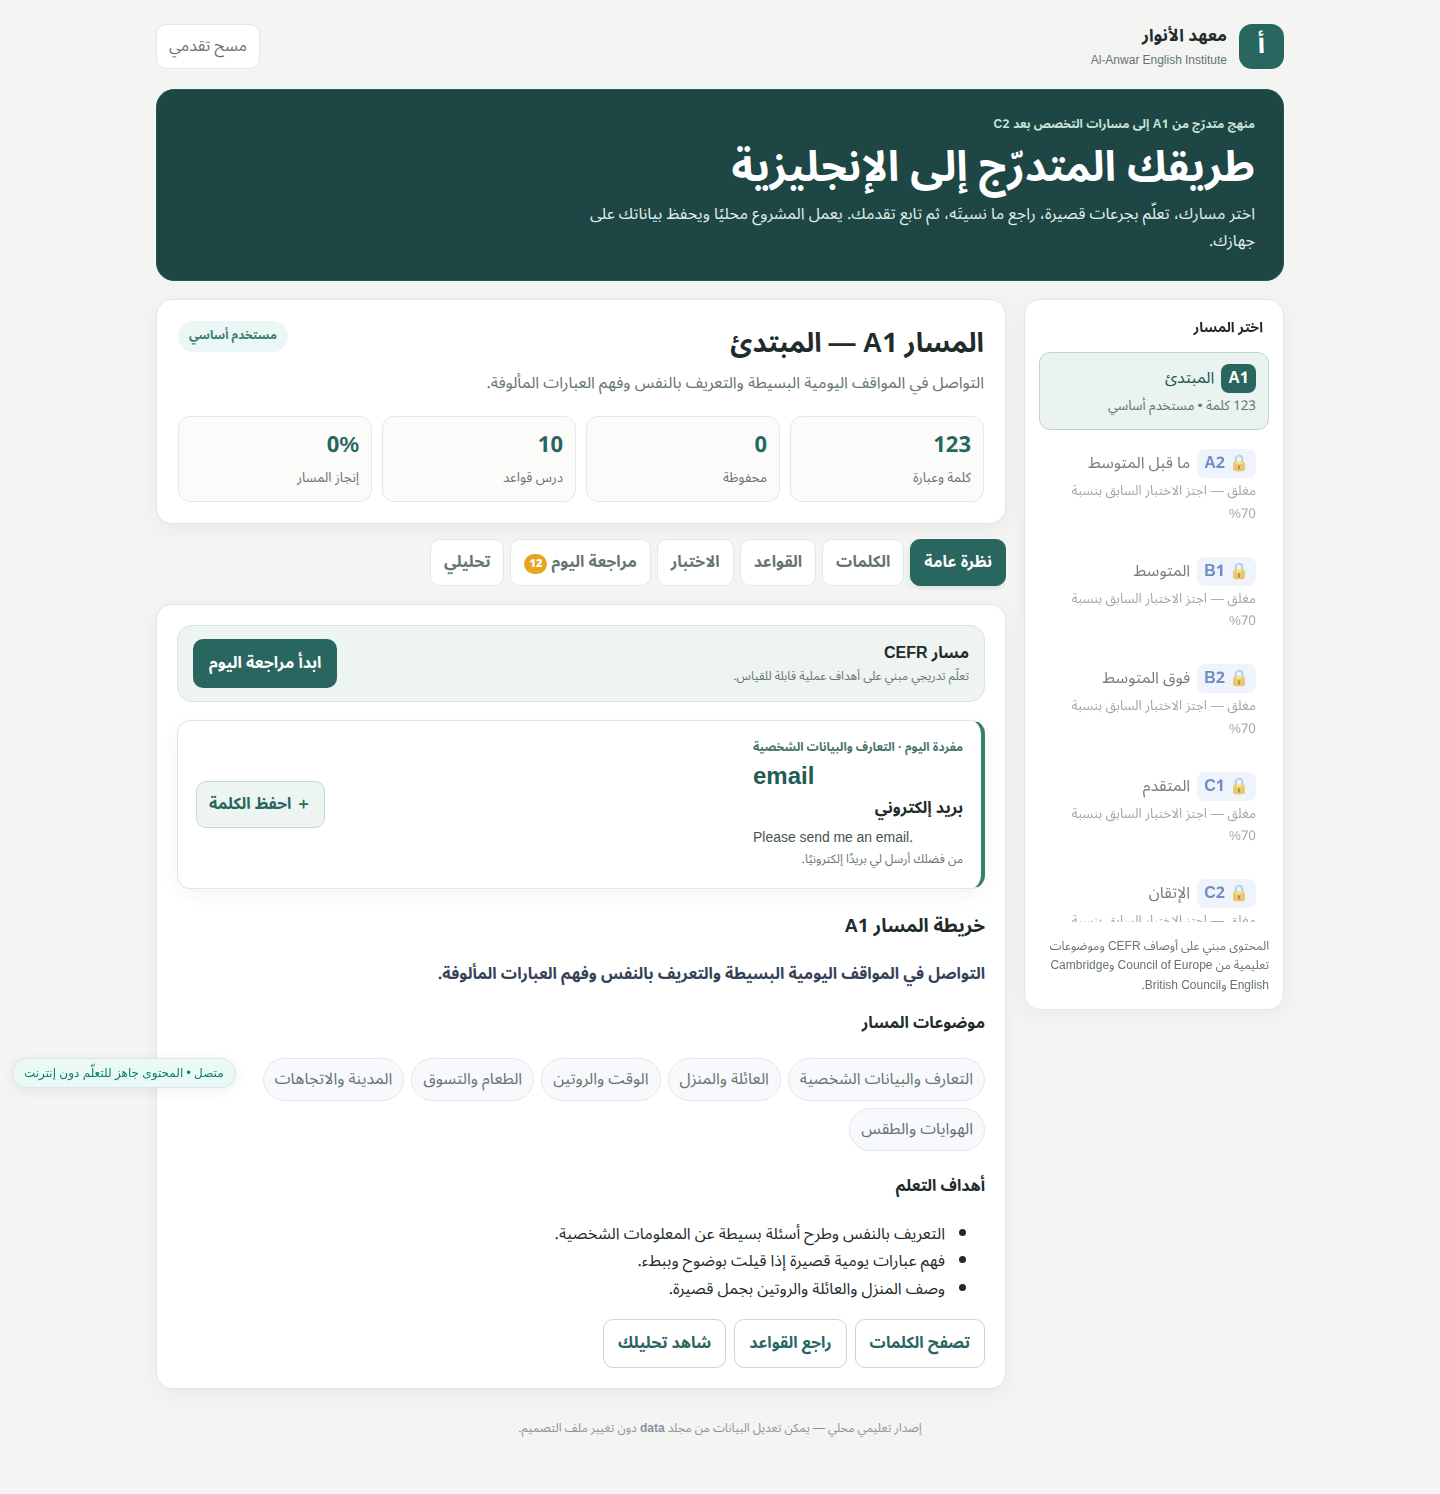 أ
معهد الأنوار
Al-Anwar English Institute
مسح تقدمي
منهج متدرّج من A1 إلى مسارات التخصص بعد C2
طريقك المتدرّج إلى الإنجليزية
اختر مسارك، تعلّم بجرعات قصيرة، راجع ما نسيتَه، ثم تابع تقدمك. يعمل المشروع محليًا ويحفظ بياناتك على
جهازك.
اختر المسار
A1 المبتدئ
123 كلمة • مستخدم أساسي
🔒 A2 ما قبل المتوسط
مغلق — اجتز الاختبار السابق بنسبة
70%
🔒 B1 المتوسط
مغلق — اجتز الاختبار السابق بنسبة
70%
🔒 B2 فوق المتوسط
مغلق — اجتز الاختبار السابق بنسبة
70%
🔒 C1 المتقدم
مغلق — اجتز الاختبار السابق بنسبة
70%
🔒 C2 الإتقان
مغلق — اجتز الاختبار السابق بنسبة
المحتوى مبني على أوصاف CEFR وموضوعات
تعليمية من Council of Europe وCambridge
English وBritish Council.
المسار A1 — المبتدئ
مستخدم أساسي
التواصل في المواقف اليومية البسيطة والتعريف بالنفس وفهم العبارات المألوفة.
123
كلمة وعبارة
0
محفوظة
10
درس قواعد
0%
إنجاز المسار
نظرة عامة
الكلمات
القواعد
الاختبار
مراجعة اليوم 12
تحليلي
مسار CEFR
تعلّم تدريجي مبني على أهداف عملية قابلة للقياس.
ابدأ مراجعة اليوم
مفردة اليوم · التعارف والبيانات الشخصية
email
بريد إلكتروني
Please send me an email.
من فضلك أرسل لي بريدًا إلكترونيًا.
+ احفظ الكلمة
خريطة المسار A1
التواصل في المواقف اليومية البسيطة والتعريف بالنفس وفهم العبارات المألوفة.
موضوعات المسار
التعارف والبيانات الشخصية
العائلة والمنزل
الوقت والروتين
الطعام والتسوق
المدينة والاتجاهات
الهوايات والطقس
متصل • المحتوى جاهز للتعلّم دون إنترنت
أهداف التعلم
• التعريف بالنفس وطرح أسئلة بسيطة عن المعلومات الشخصية.
• فهم عبارات يومية قصيرة إذا قيلت بوضوح وببطء.
• وصف المنزل والعائلة والروتين بجمل قصيرة.
تصفح الكلمات
راجع القواعد
شاهد تحليلك
إصدار تعليمي محلي — يمكن تعديل البيانات من مجلد data دون تغيير ملف التصميم.